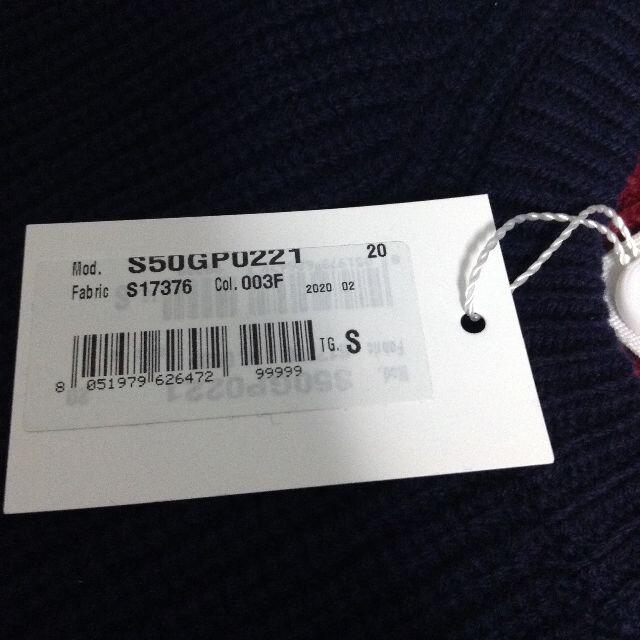 Mod. S50GP0221 20
Fabric S17376 Col. 003F 2020 02
TG. S
8 051979 626472 99999